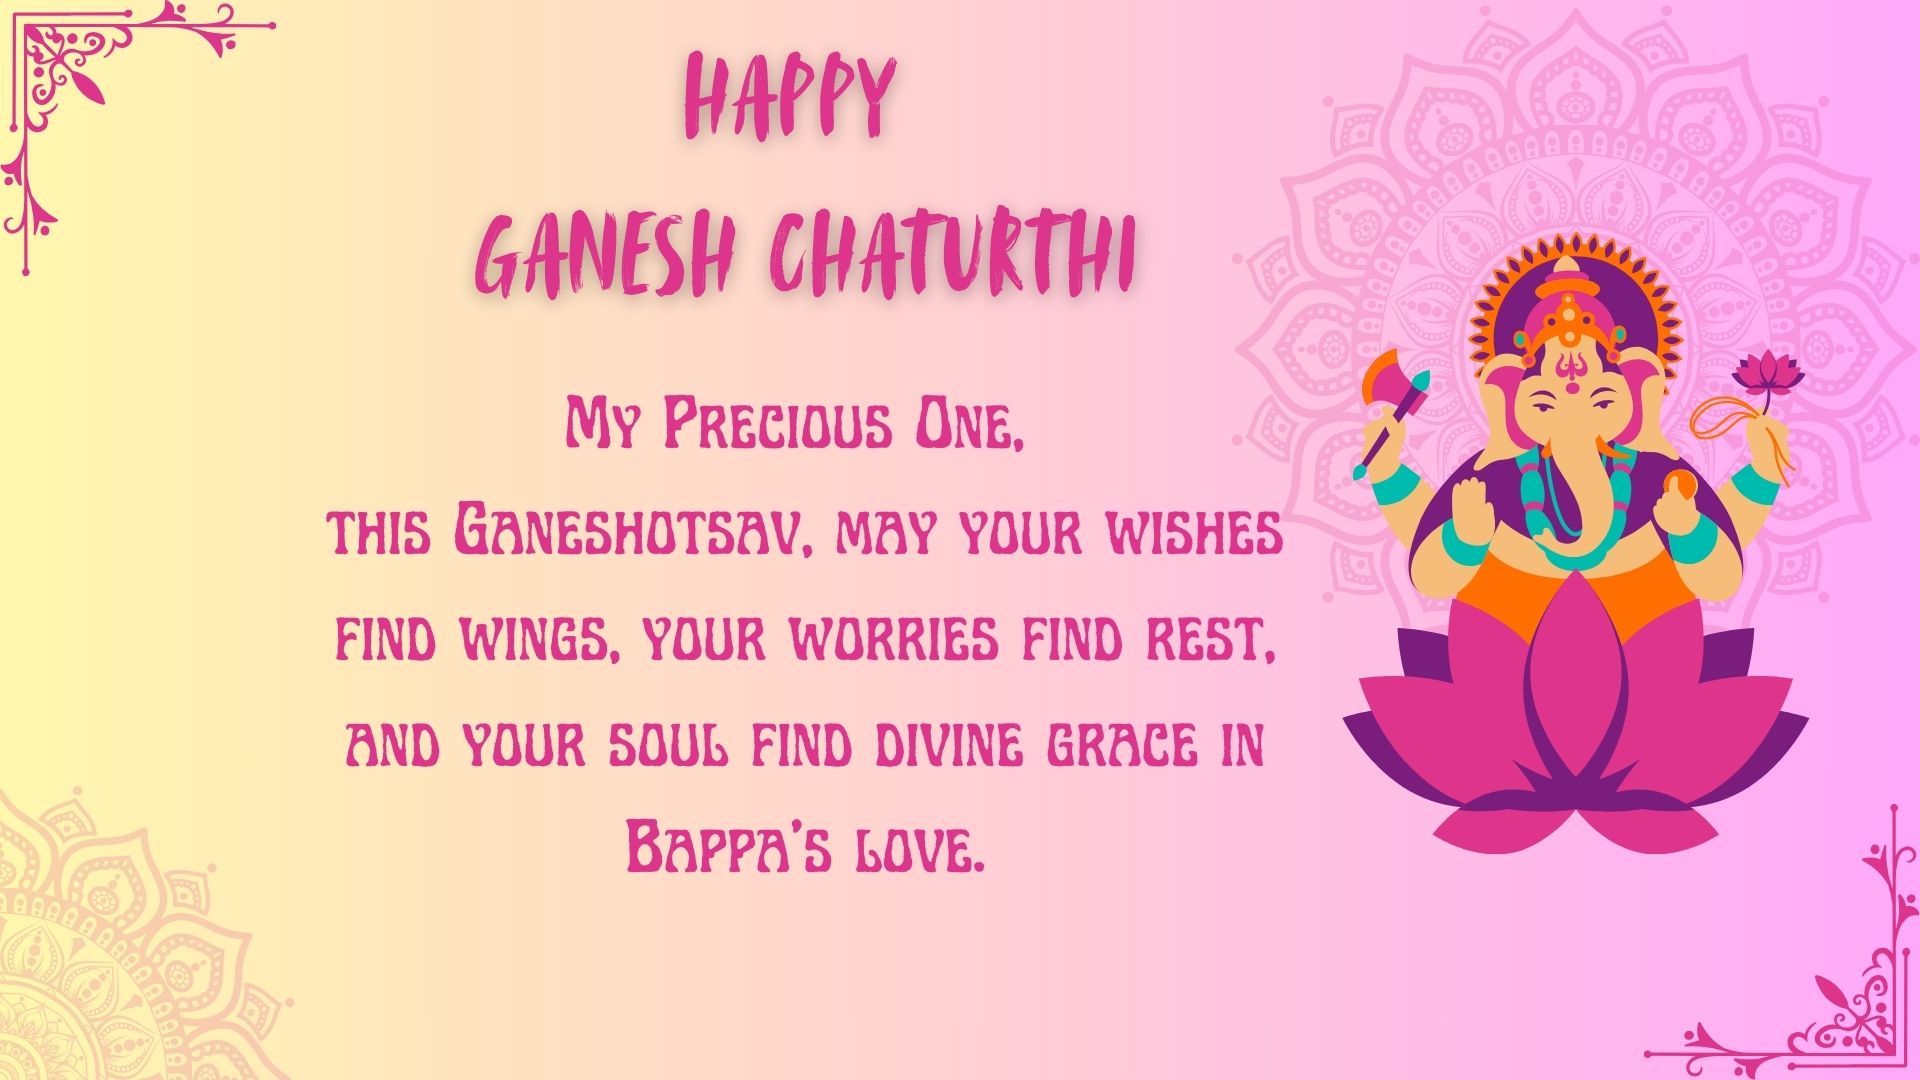 HAPPY
GANESH CHATURTHI
My Precious One,
this Ganeshotsav, may your wishes
find wings, your worries find rest,
and your soul find divine grace in
Bappa's love.